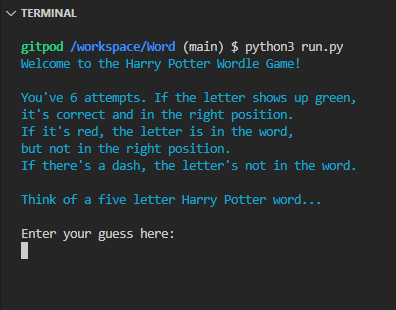 TERMINAL
gitpod /workspace/Word (main) $ python3 run.py
Welcome to the Harry Potter Wordle Game!
You've 6 attempts. If the letter shows up green,
it's correct and in the right position.
If it's red, the letter is in the word,
but not in the right position.
If there's a dash, the letter's not in the word.
Think of a five letter Harry Potter word...
Enter your guess here: